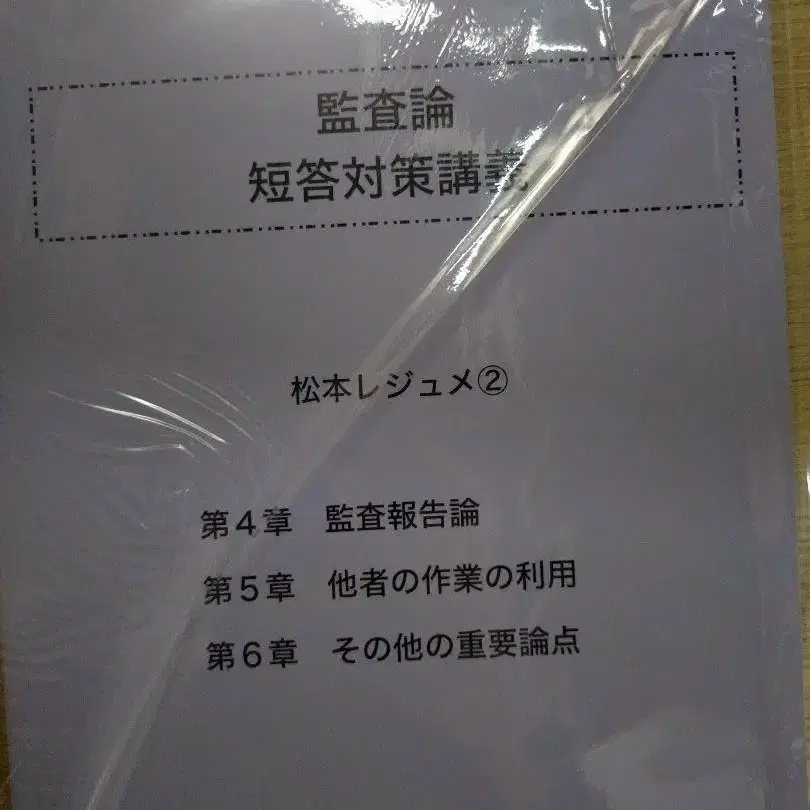 監査論
短答対策講義
松本レジュメ②
第4章 監査報告論
第5章 他者の作業の利用
第6章 その他の重要論点